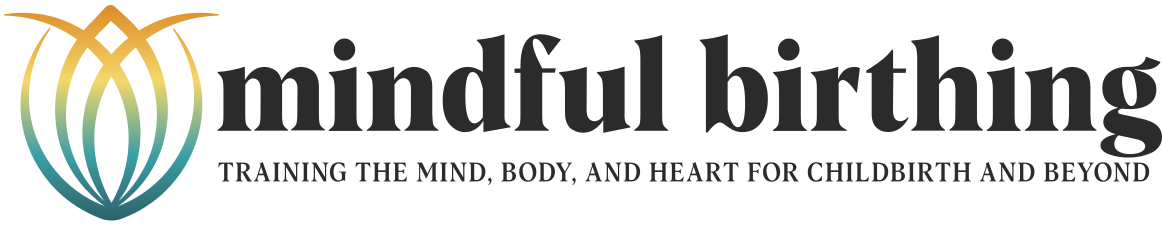 mindful birthing
TRAINING THE MIND, BODY, AND HEART FOR CHILDBIRTH AND BEYOND